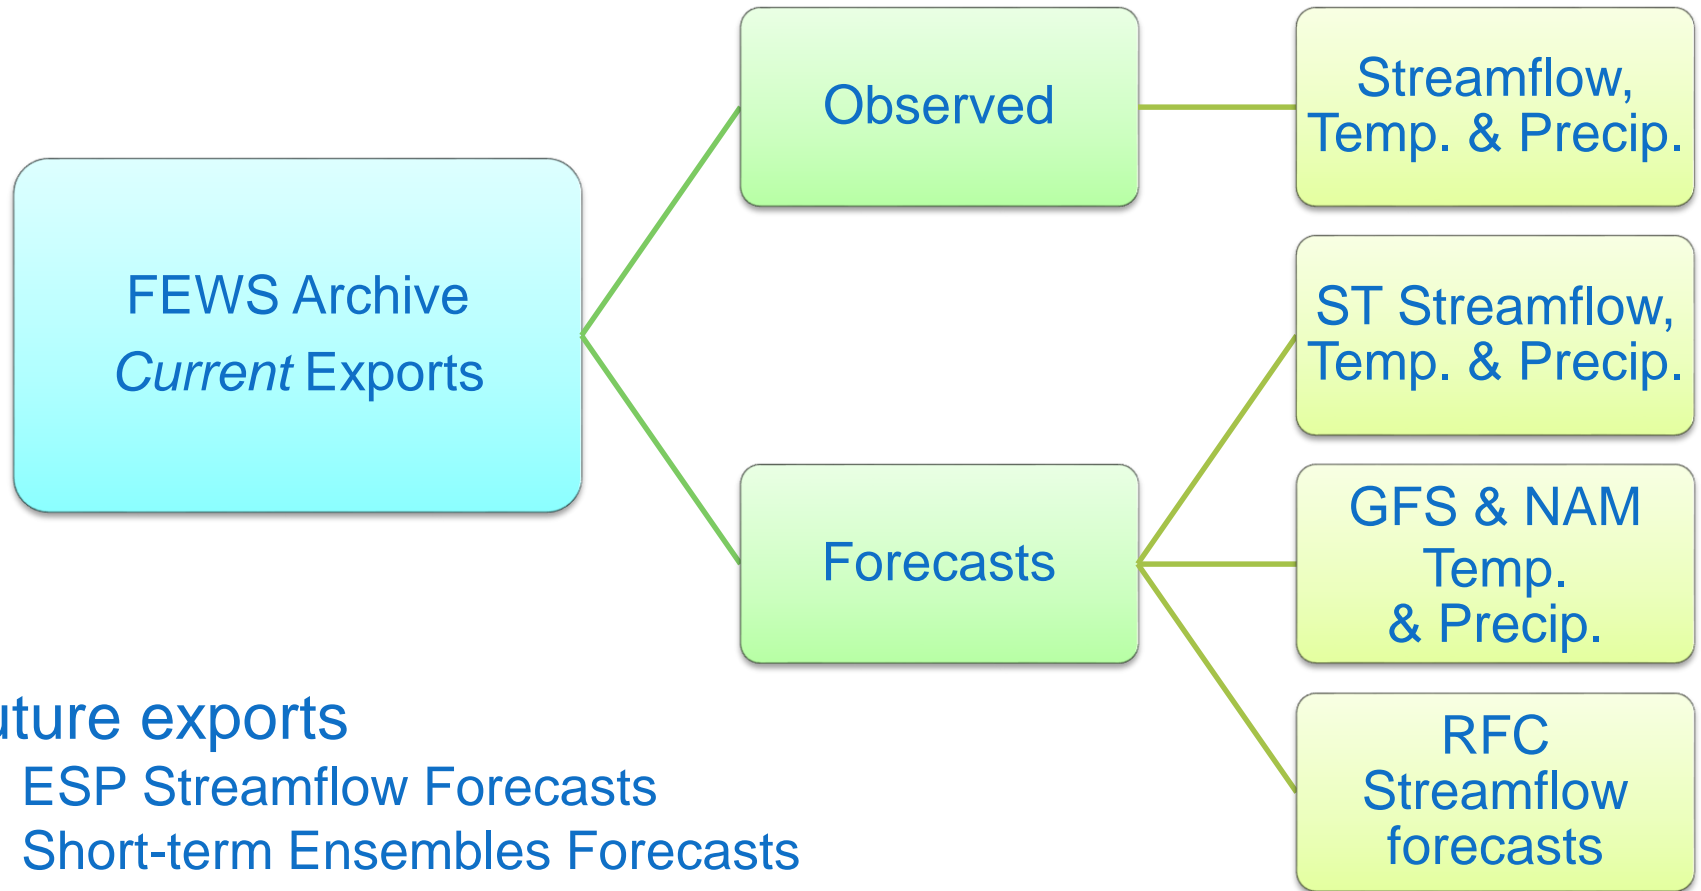 FEWS Archive
Current Exports
Observed
Streamflow,
Temp. & Precip.
Forecasts
ST Streamflow,
Temp. & Precip.
GFS & NAM
Temp.
& Precip.
RFC
Streamflow
forecasts
uture exports
ESP Streamflow Forecasts
Short-term Ensembles Forecasts